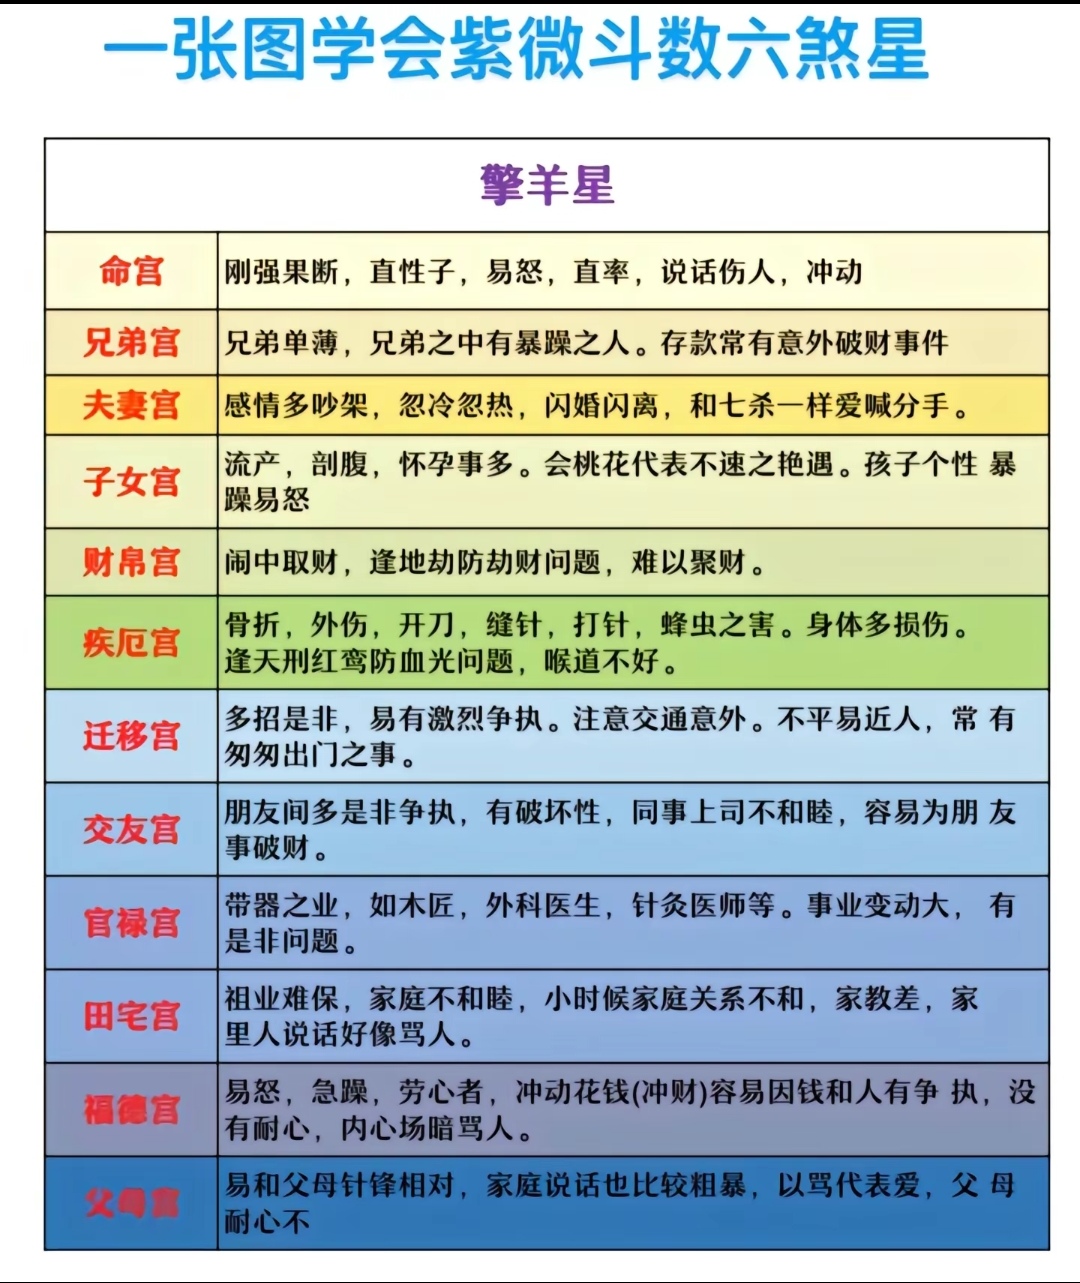 一张图学会紫微斗数六煞星
擎羊星
命宫
刚强果断，直性子，易怒，直率，说话伤人，冲动
兄弟宫
兄弟单薄，兄弟之中有暴躁之人。存款常有意外破财事件
夫妻宫
感情多吵架，忽冷忽热，闪婚闪离，和七杀一样爱喊分手。
子女宫
流产，剖腹，怀孕事多。会桃花代表不速之艳遇。孩子个性 暴
躁易怒
财帛宫
闹中取财，逢地劫防劫财问题，难以聚财。
疾厄宫
骨折，外伤，开刀，缝针，打针，蜂虫之害。身体多损伤。
逢天刑红鸾防血光问题，喉道不好。
迁移宫
多招是非，易有激烈争执。注意交通意外。不平易近人，常 有
匆匆出门之事。
交友宫
朋友间多是非争执，有破坏性，同事上司不和睦，容易为朋 友
事破财。
官禄宫
带器之业，如木匠，外科医生，针灸医师等。事业变动大， 有
是非问题。
田宅宫
祖业难保，家庭不和睦，小时候家庭关系不和，家教差，家
里人说话好像骂人。
福德宫
易怒，急躁，劳心者，冲动花钱(冲财)容易因钱和人有争 执，没
有耐心，内心场暗骂人。
父母宫
易和父母针锋相对，家庭说话也比较粗暴，以骂代表爱，父 母
耐心不